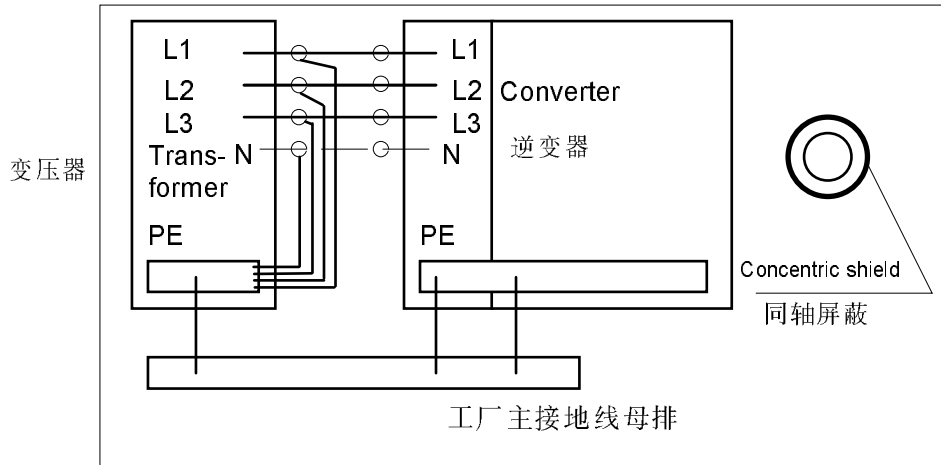 L1
L1
L2
L2 Converter
L3
L3
逆变器
Trans- N
N
former
变压器
PE
PE
Concentric shield
同轴屏蔽
工厂主接地线母排